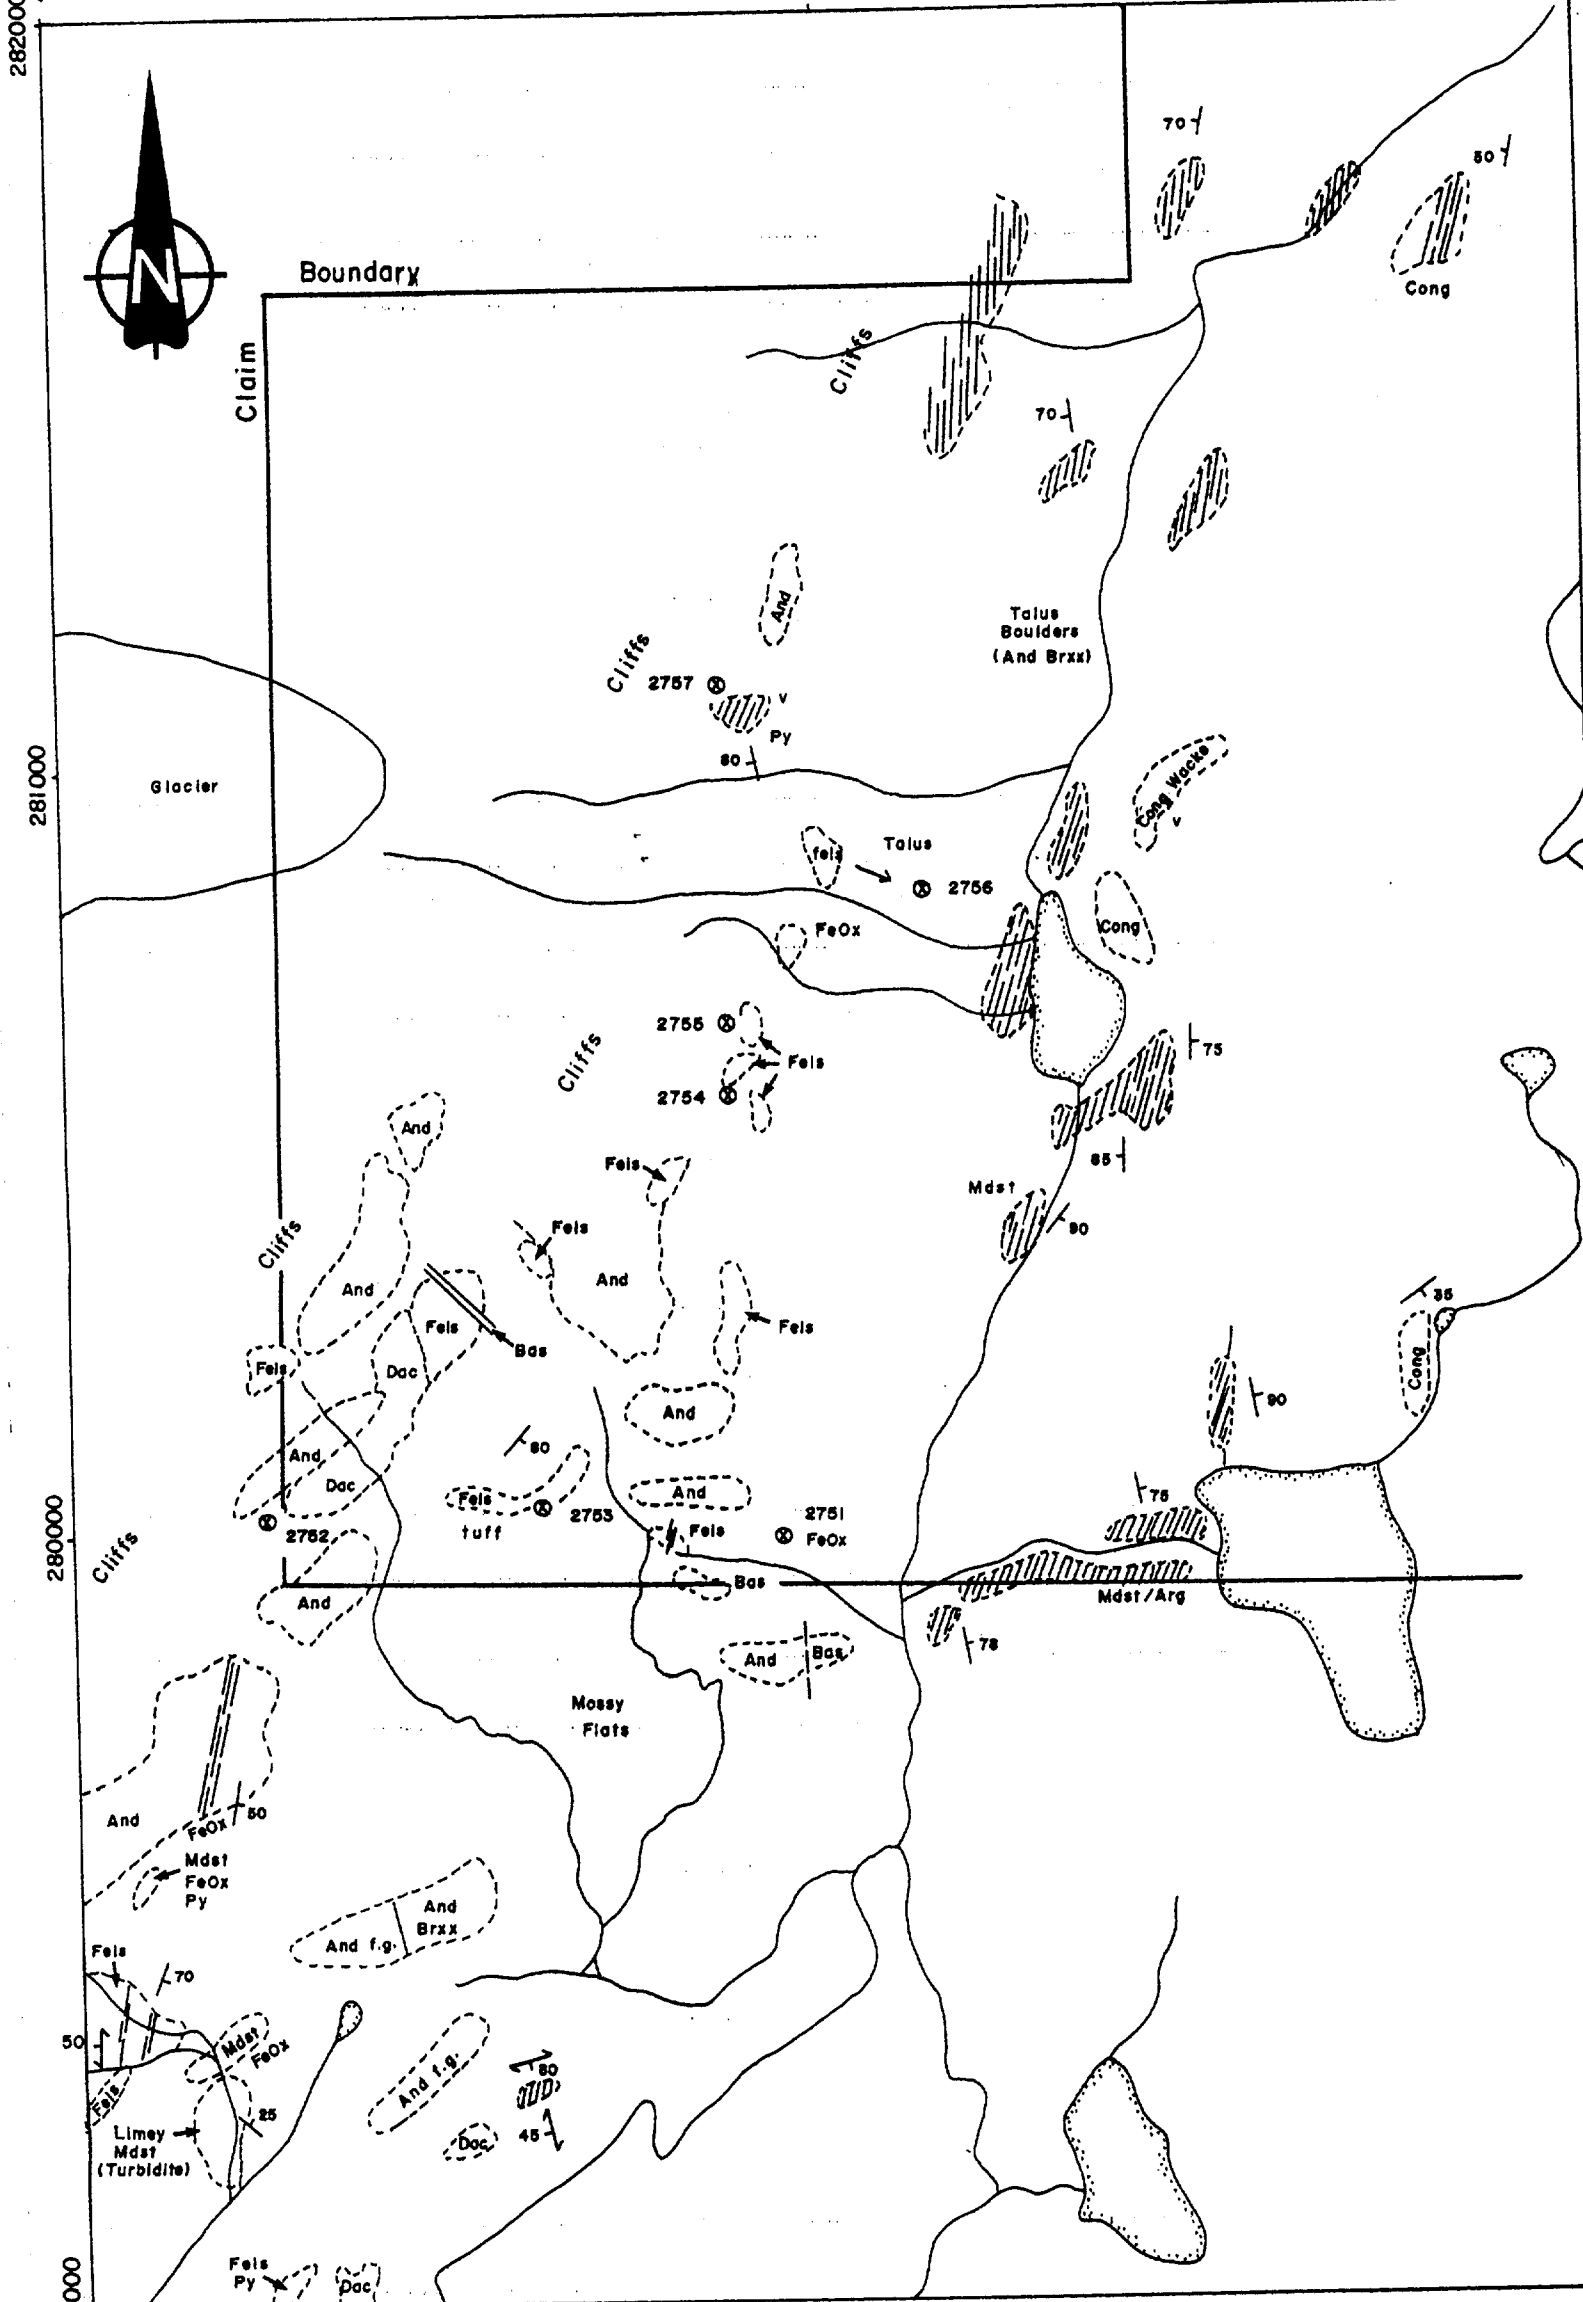 282000
N
Boundary
Claim
Cliffs
70
50
Cong
70
And
Cliffs
2757
v
Py
80
Talus
Boulders
(And Brxx)
281000
Glacier
Cong Wacke
v
fels
Talus
2756
FeOx
Cong
2755
Fels
2754
Cliffs
75
And
85
Fels
Mdst
90
Cliffs
Fels
And
And
Fels
Bas
Fels
Fels
Dac
35
Cong
90
And
And
Dac
80
Fels
tuff
2753
And
2751
FeOx
Fels
75
280000
Cliffs
2752
And
Bas
Mdst/Arg
78
And
Bas
Mossy
Flats
And
FeOx
50
Mdst
FeOx
Py
And
Brxx
And f.g.
Fels
70
50
Mdst
FeOx
Fels
And f.g.
80
45
Dac
25
Limey
Mdst
(Turbidite)
Fels
Py
Dac
000